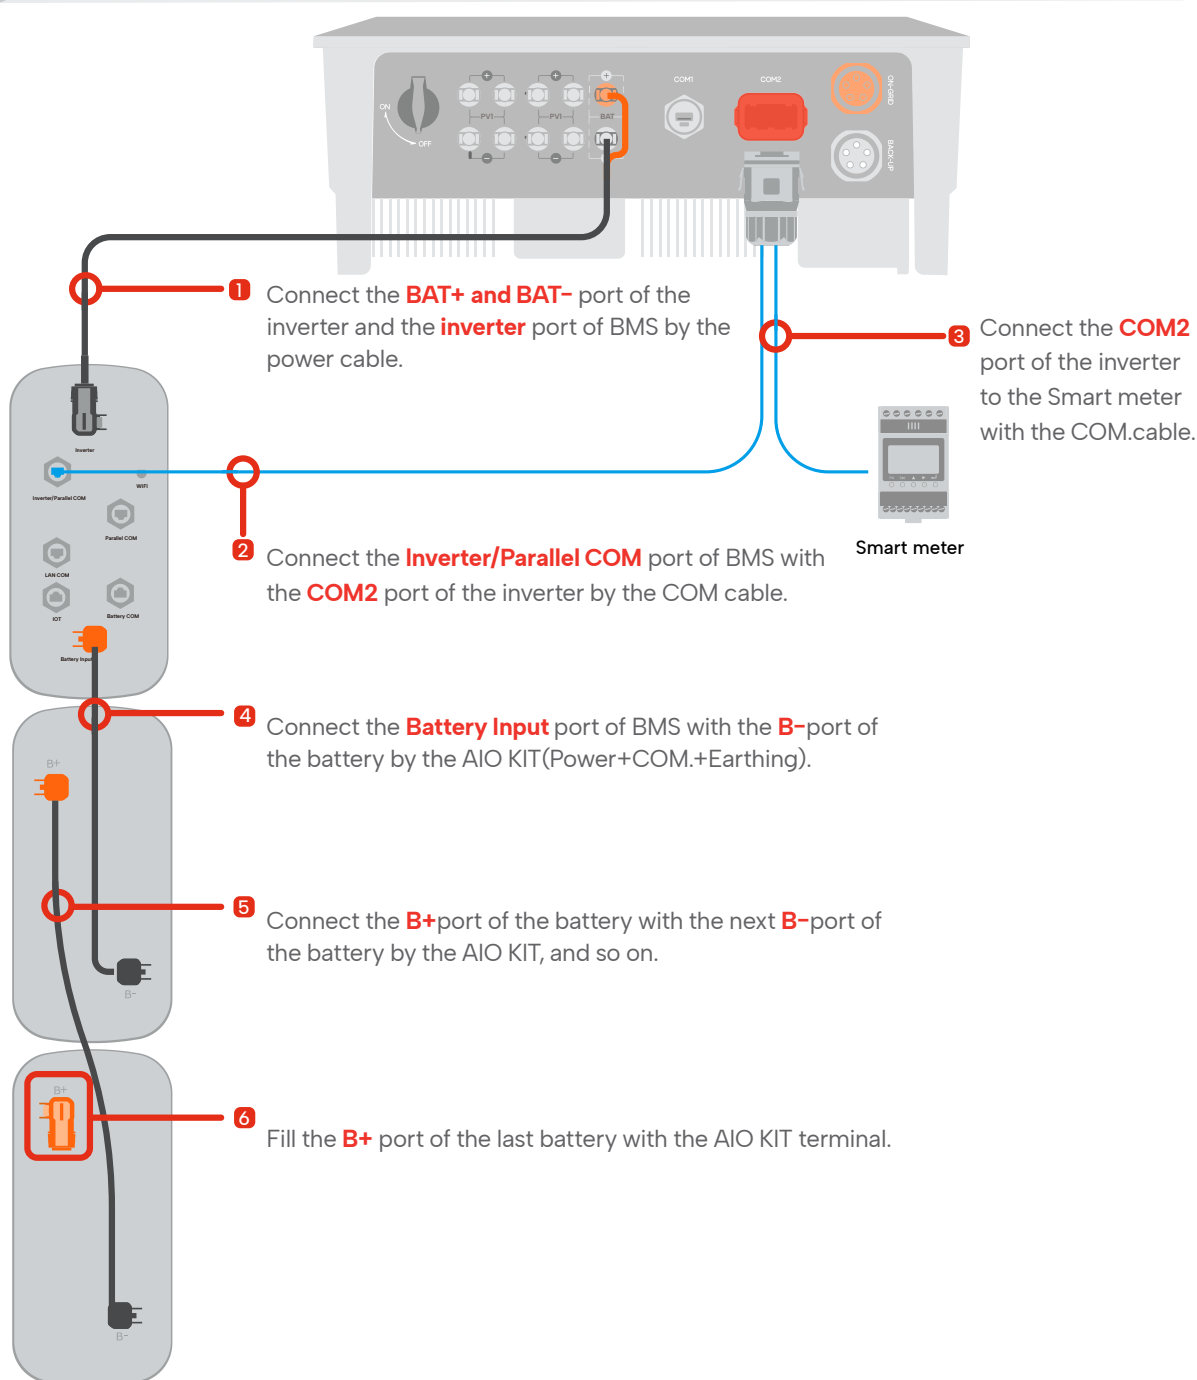 COM1
COM2
ON-GRID
ON
PV1
PV1
BAT
OFF
BACK-UP
1
Connect the BAT+ and BAT- port of the
inverter and the inverter port of BMS by the
power cable.
3
Connect the COM2
port of the inverter
to the Smart meter
with the COM.cable.
Inverter
WIFI
Inverter/Parallel COM
Parallel COM
LAN COM
IOT
Battery COM
Battery Input
2
Connect the Inverter/Parallel COM port of BMS with
the COM2 port of the inverter by the COM cable.
Smart meter
4
Connect the Battery Input port of BMS with the B-port of
the battery by the AIO KIT(Power+COM.+Earthing).
B+
5
Connect the B+port of the battery with the next B-port of
the battery by the AIO KIT, and so on.
B-
B+
6
Fill the B+ port of the last battery with the AIO KIT terminal.
B-